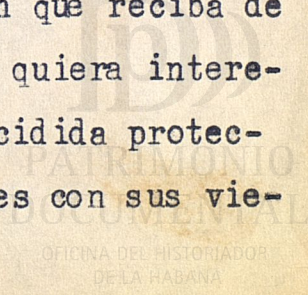 n que reciba de
quiera intere-
cidida protec-
es con sus vie-
PATRIMONIO
DOCUMENTAL
OFICINA DEL HISTORIADOR
DE LA HABANA